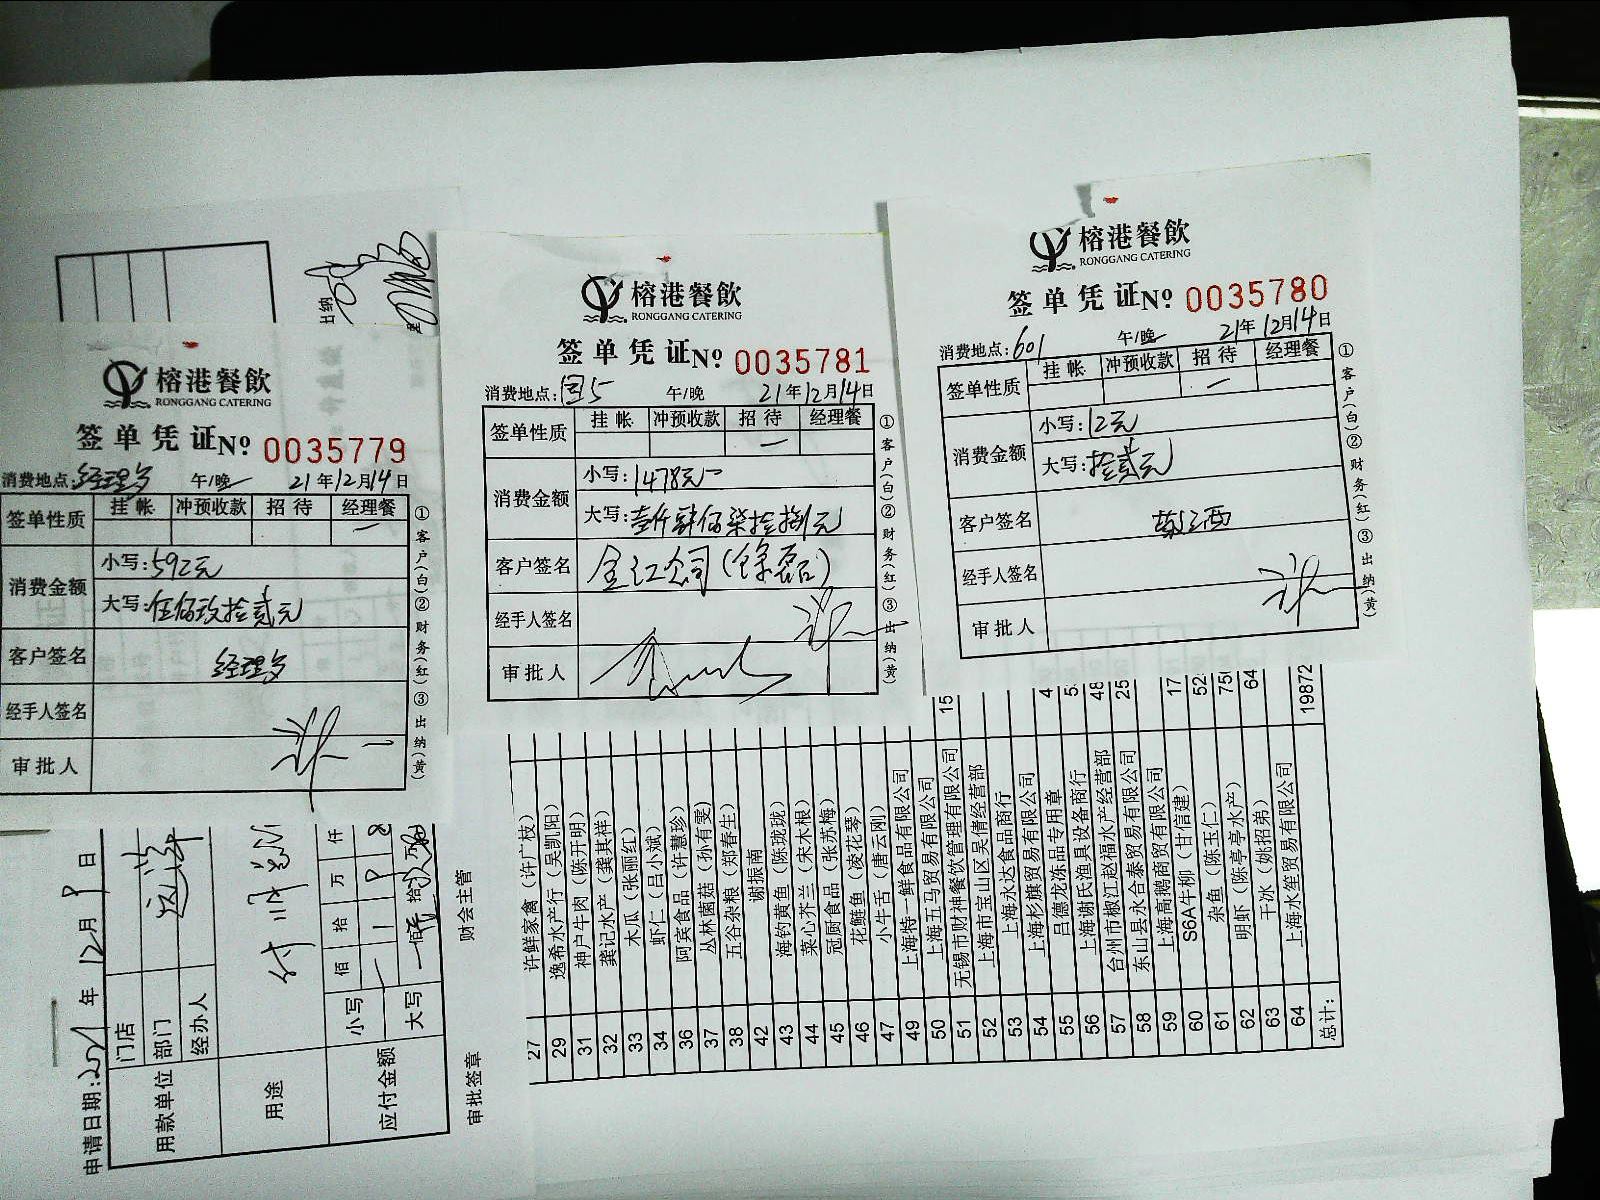 榕港餐飲
RONGGANG CATERING
签单凭证 No 0035779
消费地点: 午/晚 21年12月14日
签单性质 挂帐 冲预收款 招待 经理餐
消费金额 小写:592元
大写:伍佰玖拾贰元
客户签名
经手人签名
审批人
①客户(白)②财务(红)③出纳(黄)
榕港餐飲
RONGGANG CATERING
签单凭证 No 0035781
消费地点: 午/晚 21年12月14日
签单性质 挂帐 冲预收款 招待 经理餐
消费金额 小写:1478元
大写:壹仟肆佰柒拾捌元
客户签名 金江公司(徐磊)
经手人签名
审批人
①客户(白)②财务(红)③出纳(黄)
榕港餐飲
RONGGANG CATERING
签单凭证 No 0035780
消费地点:601 午/晚 21年12月14日
签单性质 挂帐 冲预收款 招待 经理餐
消费金额 小写:12元
大写:拾贰元
客户签名
经手人签名
审批人
①客户(白)②财务(红)③出纳(黄)
出纳
申请日期:2021年12月9日
用款单位 门店
部门
经办人
用途
应付金额 小写 佰 拾 万 仟
大写
审批签章 财会主管
27 许鲜家禽(许广枝)
29 逸希水产行(吴凯阳)
31 神户牛肉(陈开明)
32 龚记水产(龚其祥)
33 木瓜(张丽红)
34 虾仁(吕小斌)
36 阿宾食品(许慧珍)
37 丛林菌菇(孙有雯)
38 五谷杂粮(郑春生)
42 谢振南
43 海钓黄鱼(陈珑珑)
44 菜心芥兰(宋木根)
45 冠质食品(张苏梅)
46 花鲢鱼(凌花琴)
47 小牛舌(唐云刚)
49 上海特一鲜食品有限公司
50 上海五马贸易有限公司 15
51 无锡市财神餐饮管理有限公司
52 上海市宝山区吴倩经营部
53 上海永达食品商行
54 上海杉旗贸易有限公司 4
55 吕德龙冻品专用章 5
56 上海谢氏渔具设备商行 48
57 台州市椒江赵福水产经营部 25
58 东山县永合泰贸易有限公司
59 上海高鹅商贸有限公司 17
60 S6A牛柳(甘信建) 52
61 杂鱼(陈玉仁) 750
62 明虾(陈亭亭水产) 64
63 干冰(姚招弟)
64 上海水笙贸易有限公司
总计: 19872